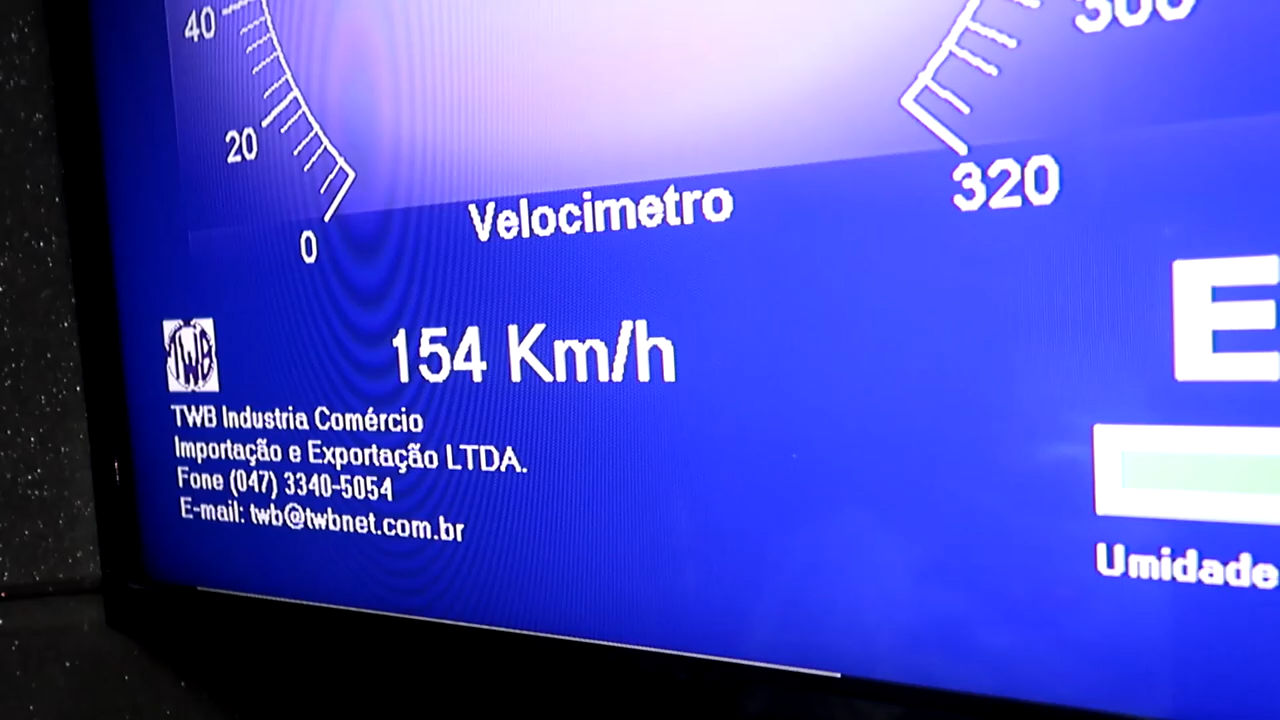 40
300
20
320
Velocimetro
0
E
TWB
154 Km/h
TWB Industria Comércio
Importação e Exportação LTDA.
Fone (047) 3340-5054
E-mail: twb@twbnet.com.br
Umidade